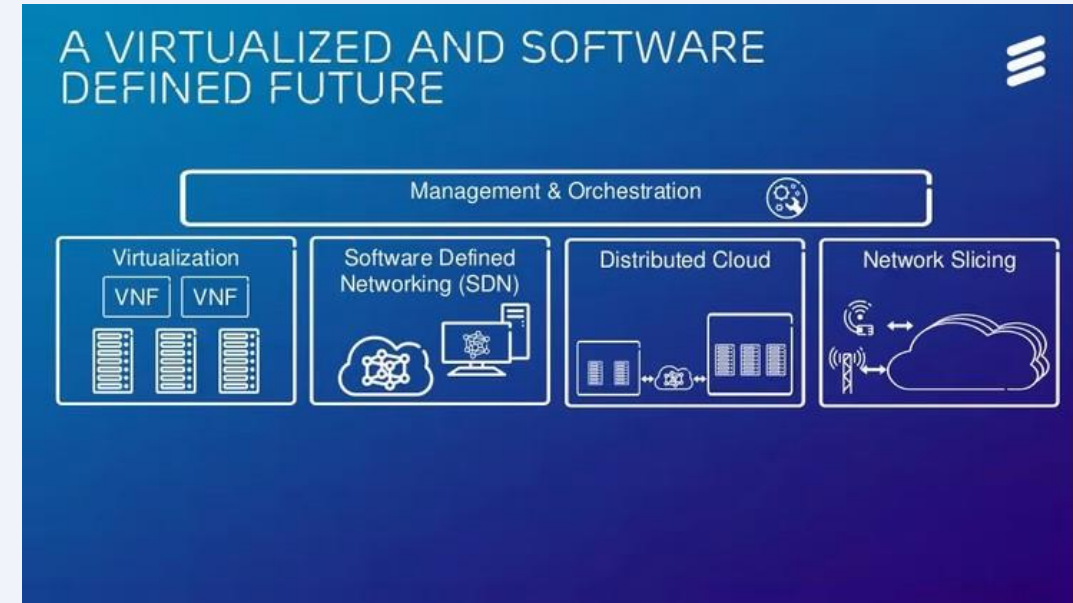 A VIRTUALIZED AND SOFTWARE
DEFINED FUTURE
Management & Orchestration
Virtualization
VNF VNF
Software Defined
Networking (SDN)
Distributed Cloud
Network Slicing